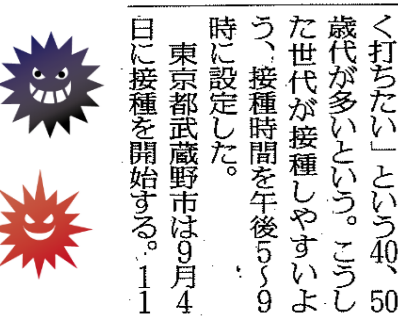 く打ちたい」という40、50
歳代が多いという。こうし
た世代が接種しやすいよ
う、接種時間を午後5〜9
時に設定した。
　東京都武蔵野市は9月4
日に接種を開始する。11